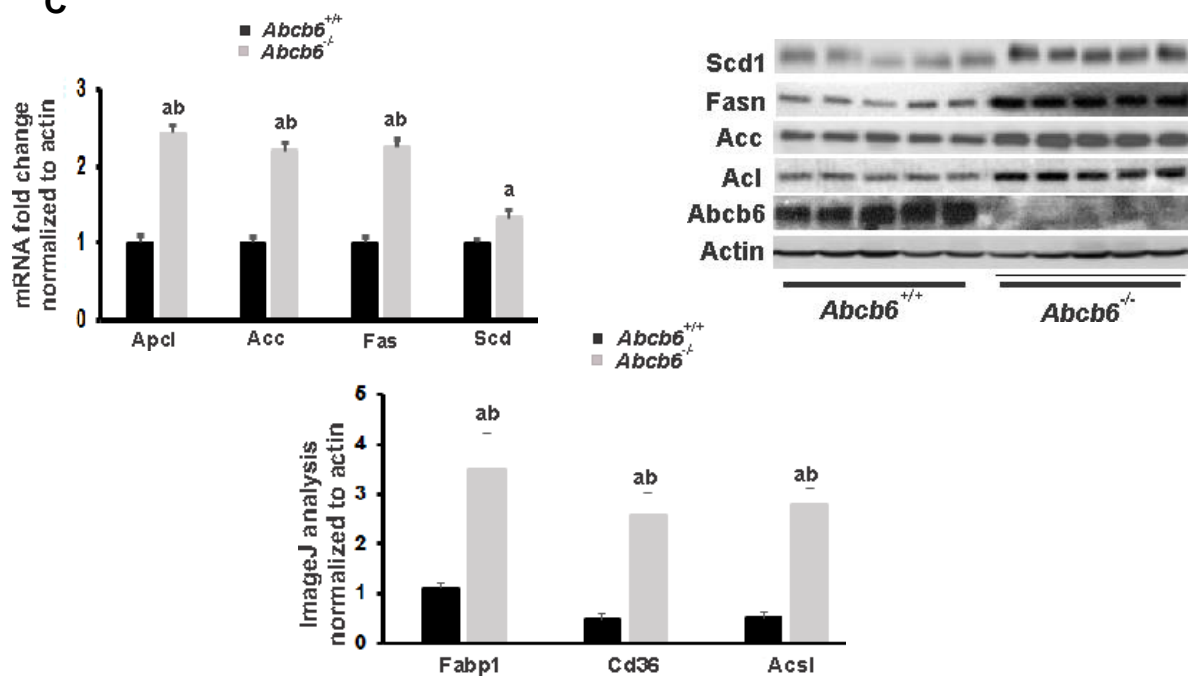 C
Abcb6+/+
Abcb6-/-
mRNA fold change
normalized to actin
3
2
1
0
ab
ab
ab
a
Apcl
Acc
Fas
Scd
Scd1
Fasn
Acc
Acl
Abcb6
Actin
Abcb6+/+
Abcb6-/-
Abcb6+/+
Abcb6-/-
ImageJ analysis
normalized to actin
4
3
2
1
0
ab
ab
ab
Fabp1
Cd36
Acsl